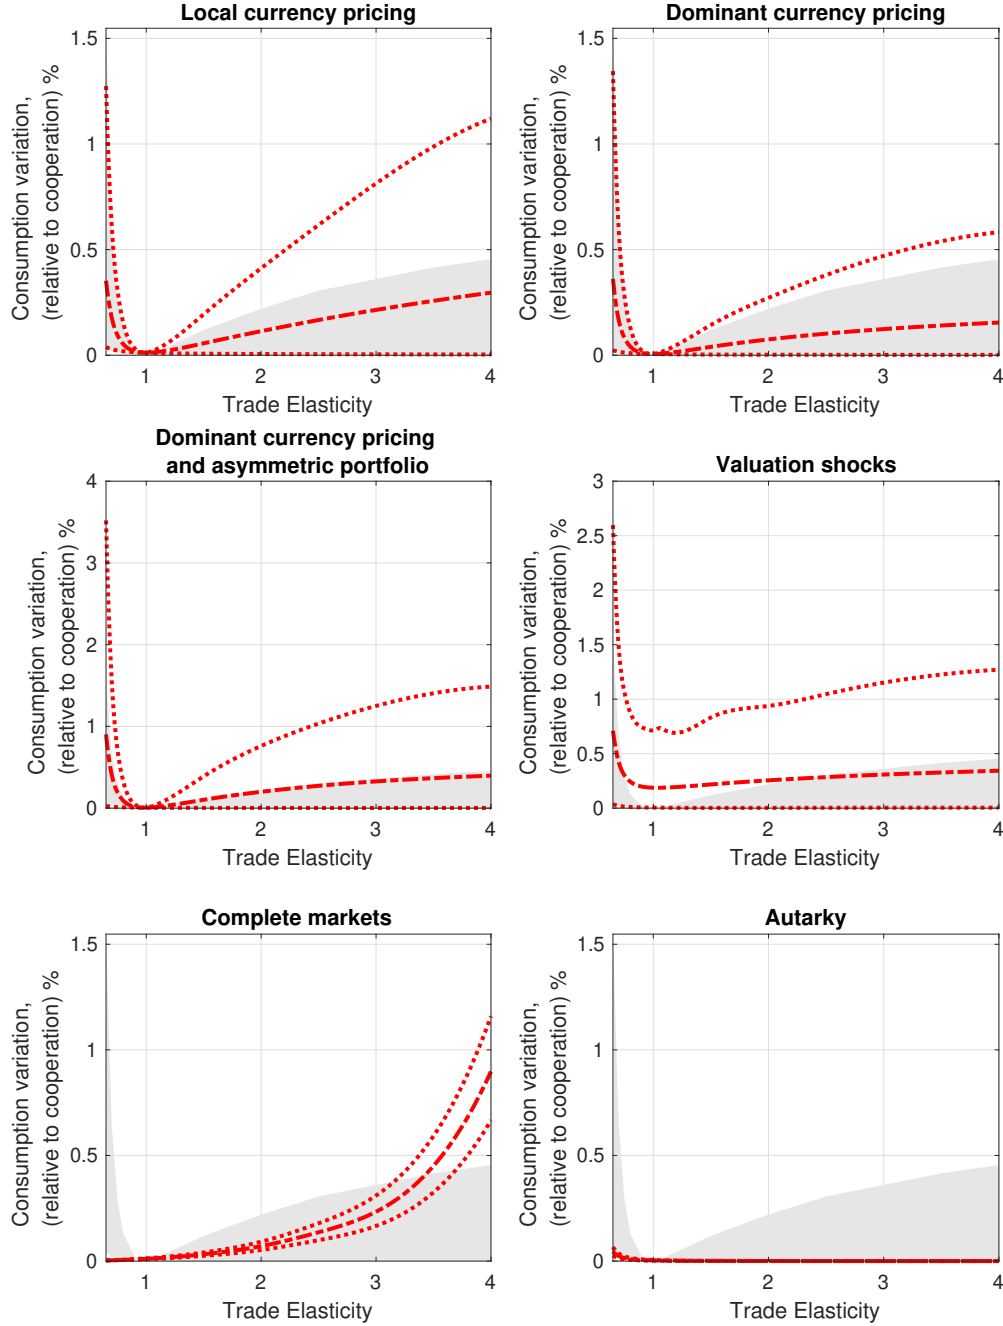 Local currency pricing
Consumption variation,
(relative to cooperation) %
1.5
1
0.5
0
1 2 3 4
Trade Elasticity
Dominant currency pricing
Consumption variation,
(relative to cooperation) %
1.5
1
0.5
0
1 2 3 4
Trade Elasticity
Dominant currency pricing
and asymmetric portfolio
Consumption variation,
(relative to cooperation) %
4
3
2
1
0
1 2 3 4
Trade Elasticity
Valuation shocks
Consumption variation,
(relative to cooperation) %
3
2.5
2
1.5
1
0.5
0
1 2 3 4
Trade Elasticity
Complete markets
Consumption variation,
(relative to cooperation) %
1.5
1
0.5
0
1 2 3 4
Trade Elasticity
Autarky
Consumption variation,
(relative to cooperation) %
1.5
1
0.5
0
1 2 3 4
Trade Elasticity